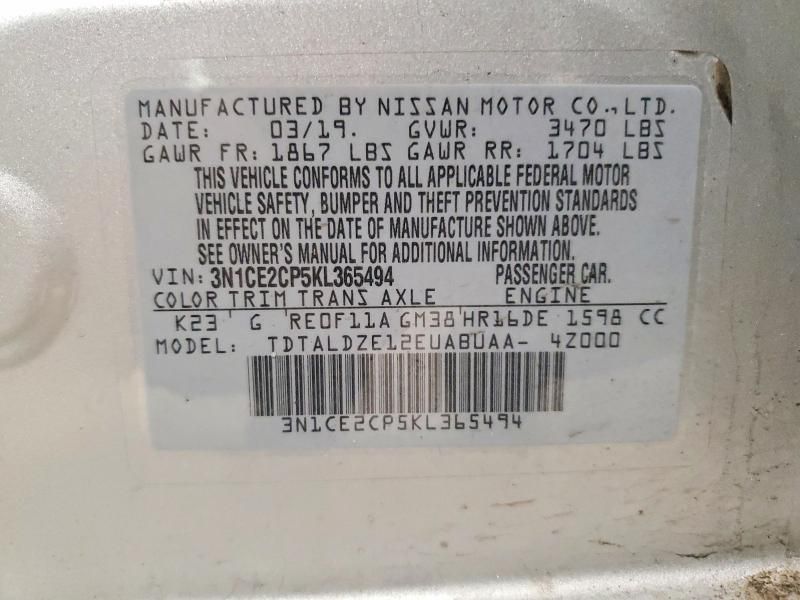 MANUFACTURED BY NISSAN MOTOR CO., LTD.
DATE: 03/19. GVWR: 3470 LBS
GAWR FR: 1867 LBS GAWR RR: 1704 LBS
THIS VEHICLE CONFORMS TO ALL APPLICABLE FEDERAL MOTOR
VEHICLE SAFETY, BUMPER AND THEFT PREVENTION STANDARDS
IN EFFECT ON THE DATE OF MANUFACTURE SHOWN ABOVE.
SEE OWNER'S MANUAL FOR ADDITIONAL INFORMATION.
VIN: 3N1CE2CP5KL365494 PASSENGER CAR.
COLOR TRIM TRANS AXLE ENGINE
K23 G RE0F11A GM38 HR16DE 1598 CC
MODEL: TDTALDZE12EUABUAA- 4Z000
3N1CE2CP5KL365494